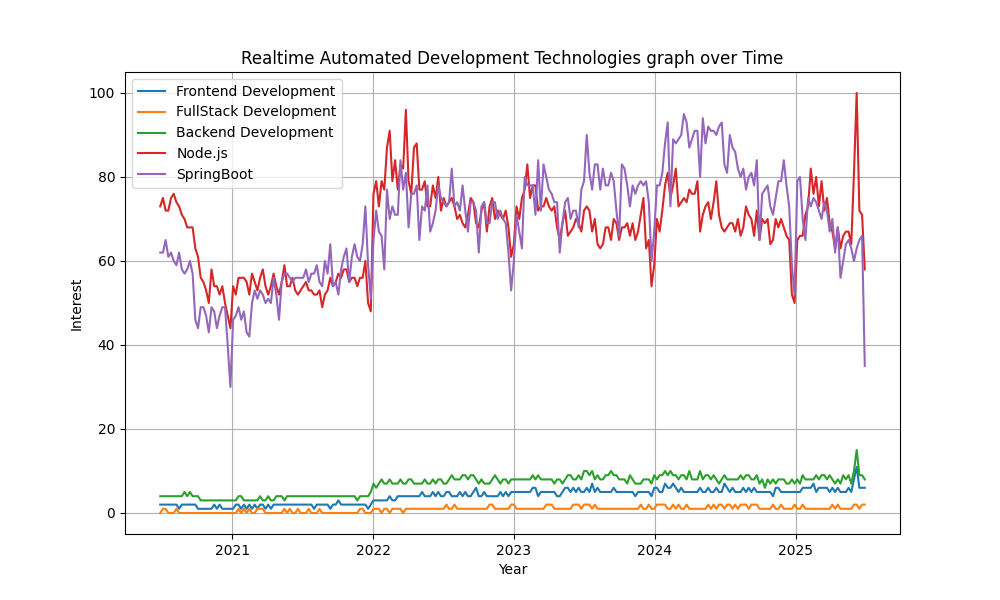 Realtime Automated Development Technologies graph over Time
100
80
60
40
20
0
Interest
Frontend Development
FullStack Development
Backend Development
Node.js
SpringBoot
2021
2022
2023
2024
2025
Year